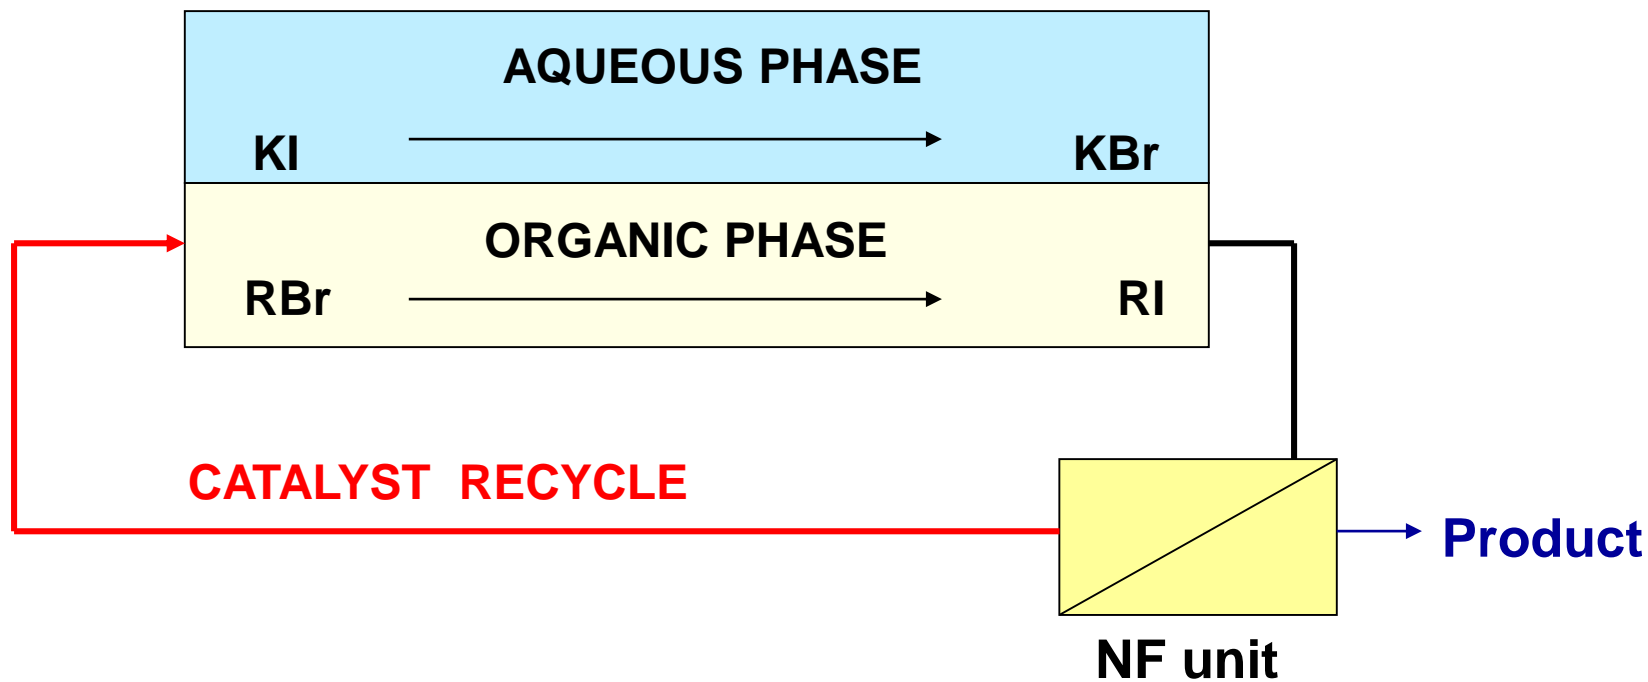 AQUEOUS PHASE
KI KBr
ORGANIC PHASE
RBr RI
CATALYST RECYCLE
Product
NF unit